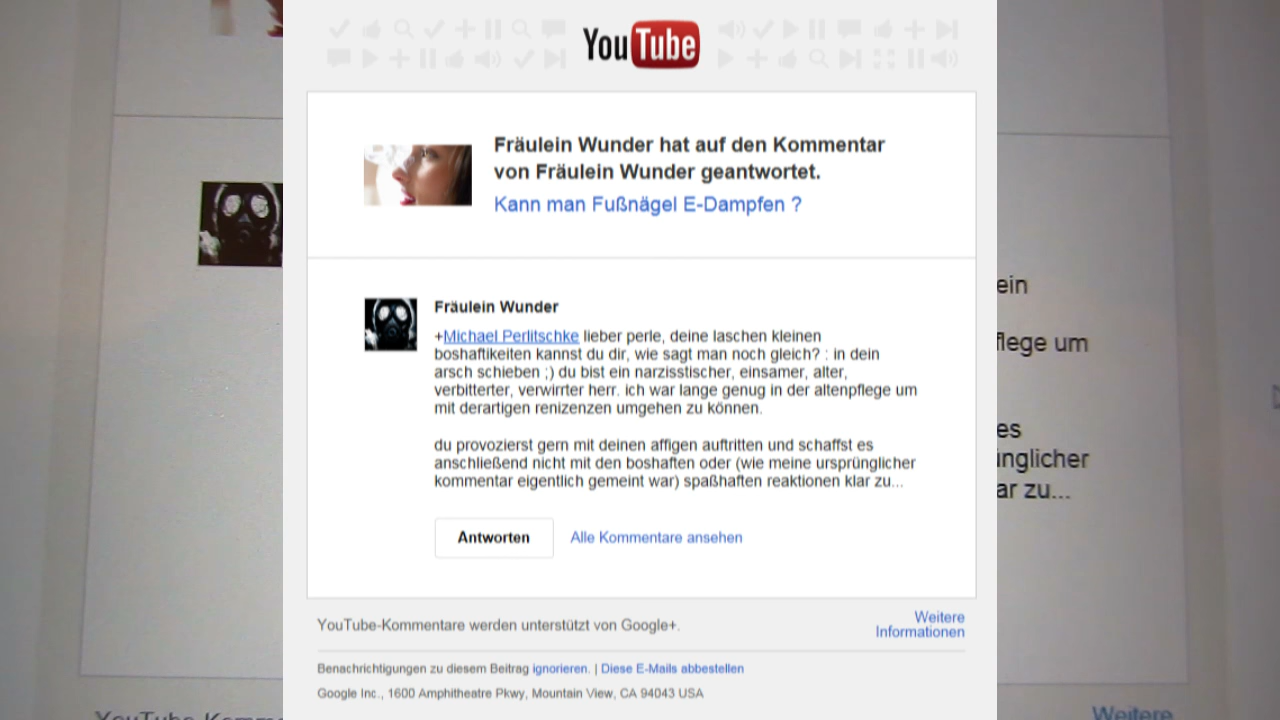 YouTube
Fräulein Wunder hat auf den Kommentar
von Fräulein Wunder geantwortet.
Kann man Fußnägel E-Dampfen ?
Fräulein Wunder
+Michael Perlitschke lieber perle, deine laschen kleinen
boshaftikeiten kannst du dir, wie sagt man noch gleich? : in dein
arsch schieben ;) du bist ein narzisstischer, einsamer, alter,
verbitterter, verwirrter herr. ich war lange genug in der altenpflege um
mit derartigen renizenzen umgehen zu können.
du provozierst gern mit deinen affigen auftritten und schaffst es
anschließend nicht mit den boshaften oder (wie meine ursprünglicher
kommentar eigentlich gemeint war) spaßhaften reaktionen klar zu...
Antworten Alle Kommentare ansehen
YouTube-Kommentare werden unterstützt von Google+.
Weitere
Informationen
Benachrichtigungen zu diesem Beitrag ignorieren. | Diese E-Mails abbestellen
Google Inc., 1600 Amphitheatre Pkwy, Mountain View, CA 94043 USA
ein
flege um
es
inglicher
ar zu...
YouTube-Komme
Weitere